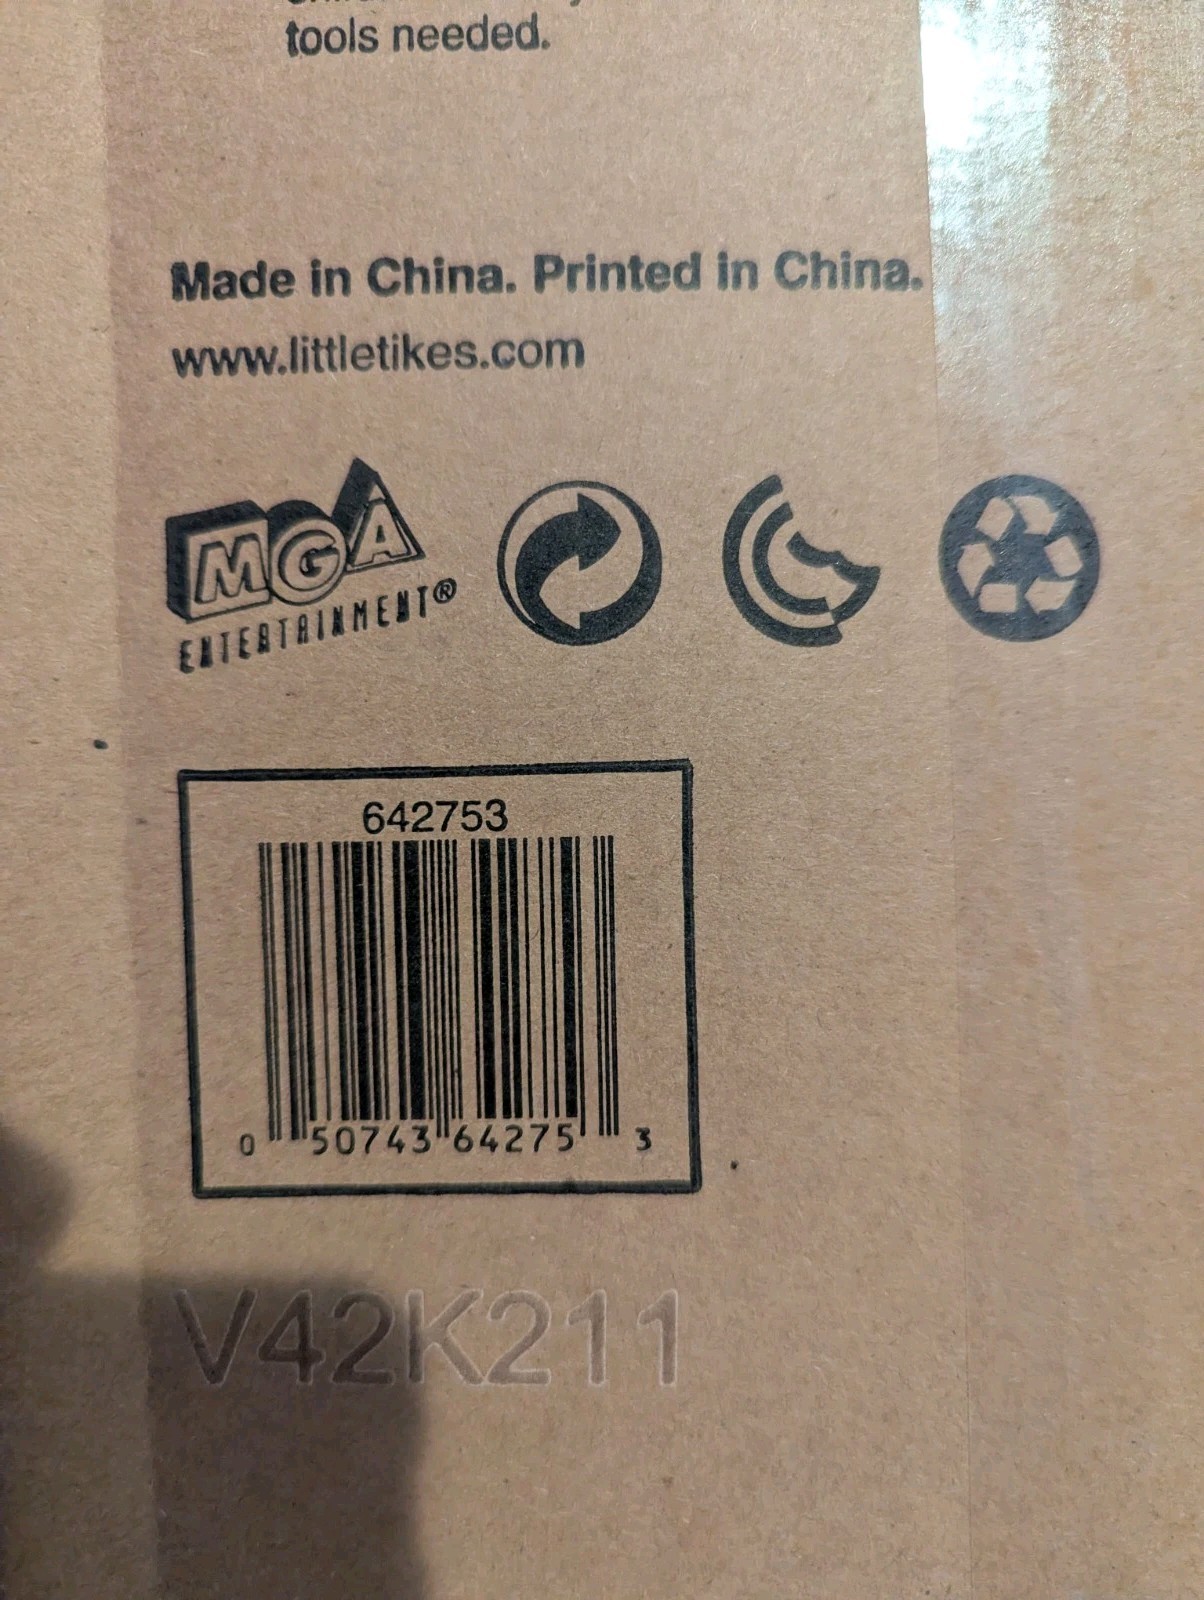 tools needed.
Made in China. Printed in China.
www.littletikes.com
MGA
ENTERTAINMENT®
642753
0 50743 64275 3
V42K211